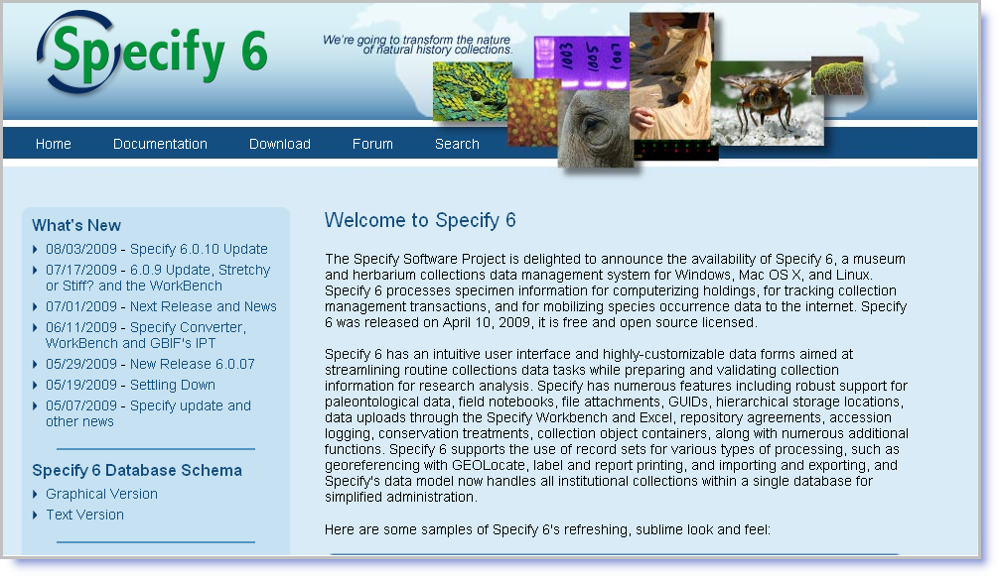 Specify 6
We're going to transform the nature
of natural history collections.
1003 1005 1007
Home Documentation Download Forum Search
What's New
08/03/2009 - Specify 6.0.10 Update
07/17/2009 - 6.0.9 Update, Stretchy
or Stiff? and the WorkBench
07/01/2009 - Next Release and News
06/11/2009 - Specify Converter,
WorkBench and GBIF's IPT
05/29/2009 - New Release 6.0.07
05/19/2009 - Settling Down
05/07/2009 - Specify update and
other news
Specify 6 Database Schema
Graphical Version
Text Version
Welcome to Specify 6
The Specify Software Project is delighted to announce the availability of Specify 6, a museum
and herbarium collections data management system for Windows, Mac OS X, and Linux.
Specify 6 processes specimen information for computerizing holdings, for tracking collection
management transactions, and for mobilizing species occurrence data to the internet. Specify
6 was released on April 10, 2009, it is free and open source licensed.
Specify 6 has an intuitive user interface and highly-customizable data forms aimed at
streamlining routine collections data tasks while preparing and validating collection
information for research analysis. Specify has numerous features including robust support for
paleontological data, field notebooks, file attachments, GUIDs, hierarchical storage locations,
data uploads through the Specify Workbench and Excel, repository agreements, accession
logging, conservation treatments, collection object containers, along with numerous additional
functions. Specify 6 supports the use of record sets for various types of processing, such as
georeferencing with GEOLocate, label and report printing, and importing and exporting, and
Specify's data model now handles all institutional collections within a single database for
simplified administration.
Here are some samples of Specify 6's refreshing, sublime look and feel: